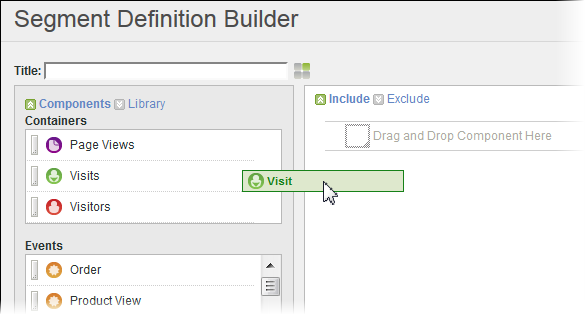 Segment Definition Builder
Title:
Components Library
Containers
Page Views
Visits
Visitors
Events
Order
Product View
Include Exclude
Drag and Drop Component Here
Visit